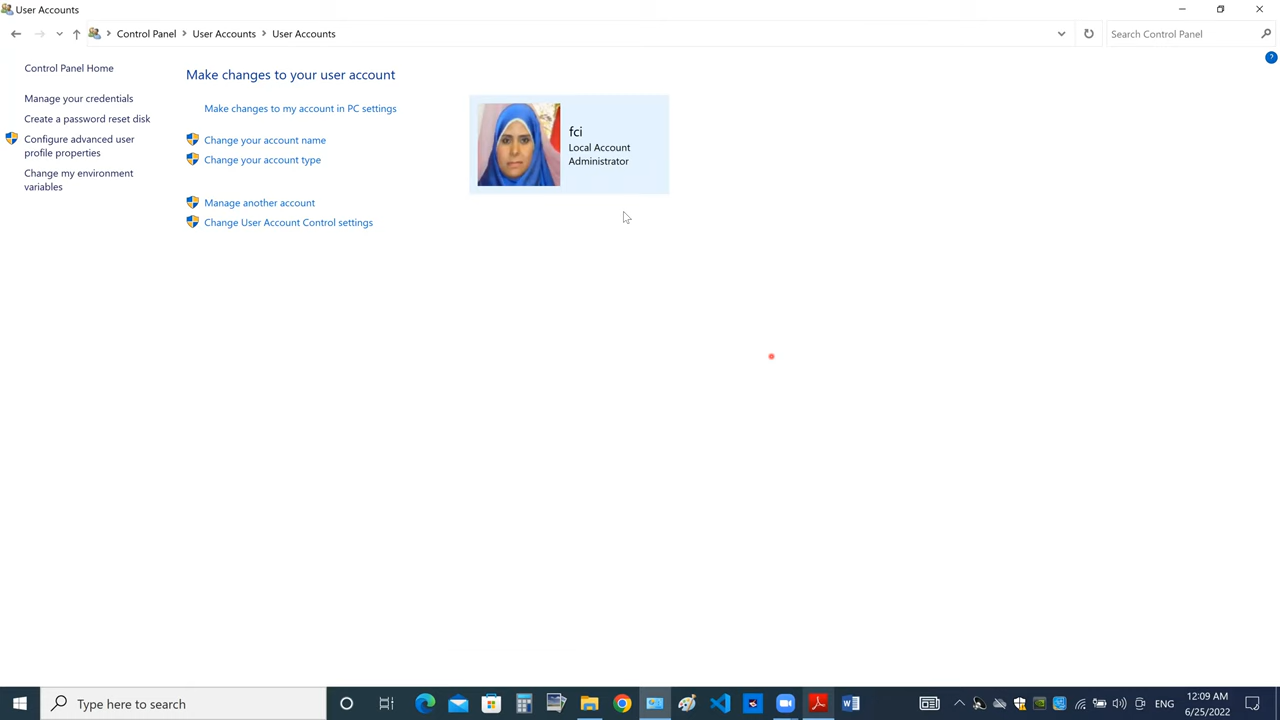 User Accounts
Control Panel > User Accounts > User Accounts
Search Control Panel
Control Panel Home
Manage your credentials
Create a password reset disk
Configure advanced user
profile properties
Change my environment
variables
Make changes to your user account
Make changes to my account in PC settings
Change your account name
Change your account type
Manage another account
Change User Account Control settings
fci
Local Account
Administrator
Type here to search
ENG
12:09 AM
6/25/2022